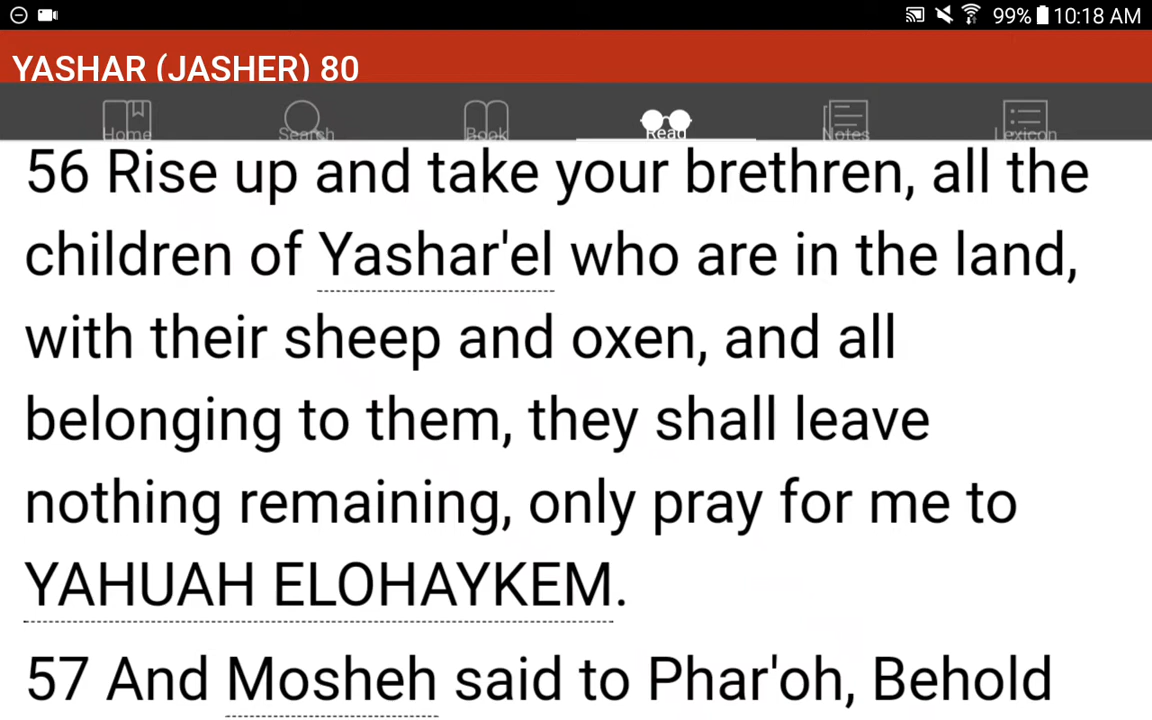 99% 10:18 AM
YASHAR (JASHER) 80
Home Search Book Read Notes Lexicon
56 Rise up and take your brethren, all the
children of Yashar'el who are in the land,
with their sheep and oxen, and all
belonging to them, they shall leave
nothing remaining, only pray for me to
YAHUAH ELOHAYKEM.
57 And Mosheh said to Phar'oh, Behold